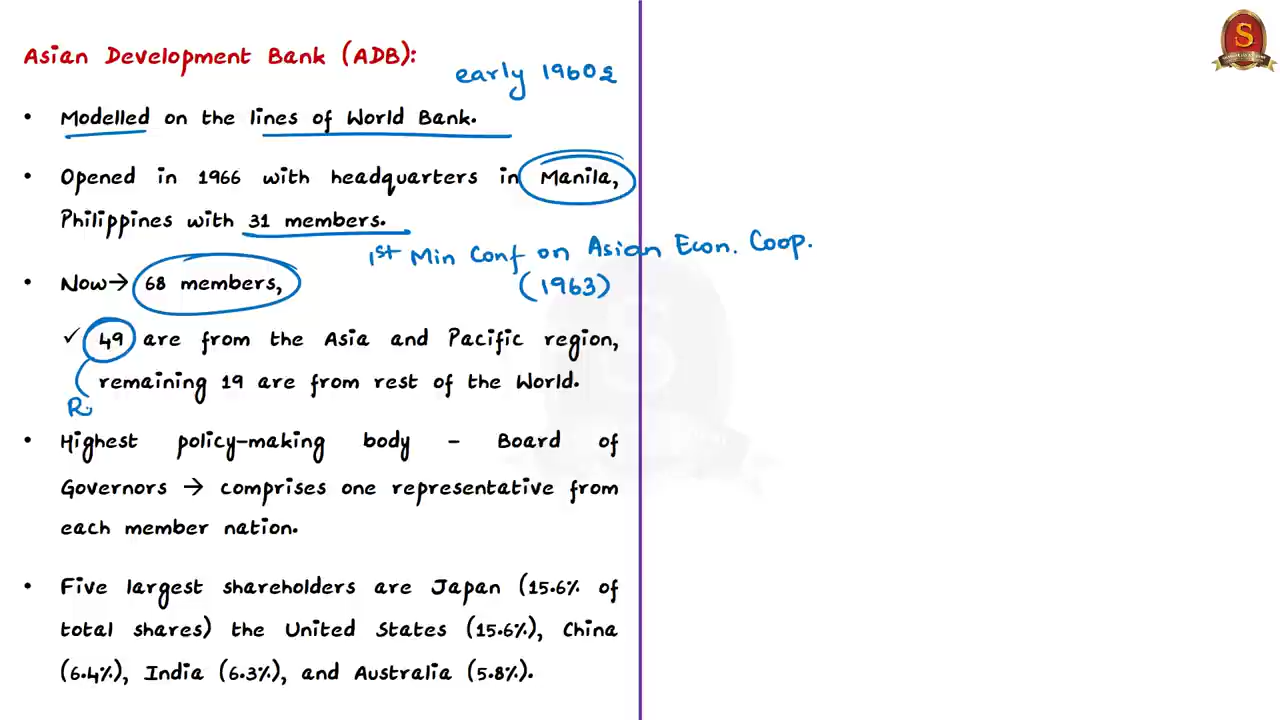 Asian Development Bank (ADB):
early 1960s
• Modelled on the lines of World Bank.
• Opened in 1966 with headquarters in Manila,
Philippines with 31 members.
1st Min Conf on Asian Econ. Coop.
(1963)
• Now→ 68 members,
✓ 49 are from the Asia and Pacific region,
remaining 19 are from rest of the World.
R
• Highest policy-making body - Board of
Governors → comprises one representative from
each member nation.
• Five largest shareholders are Japan (15.6% of
total shares) the United States (15.6%), China
(6.4%), India (6.3%), and Australia (5.8%).
S